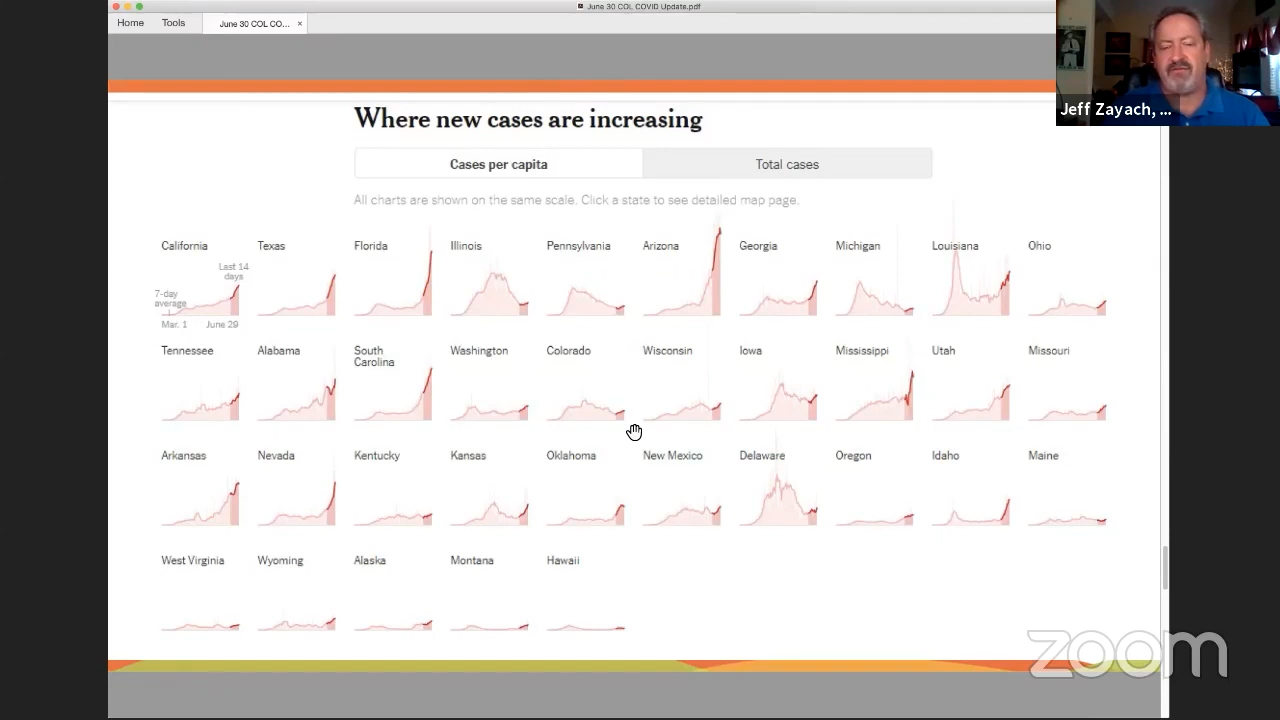 June 30 COL COVID Update.pdf
Home Tools June 30 COL CO... ×
Jeff Zayach, ...
Where new cases are increasing
Cases per capita Total cases
All charts are shown on the same scale. Click a state to see detailed map page.
California Texas Florida Illinois Pennsylvania Arizona Georgia Michigan Louisiana Ohio
Last 14
days
7-day
average
Mar. 1 June 29
Tennessee Alabama South Carolina Washington Colorado Wisconsin Iowa Mississippi Utah Missouri
Arkansas Nevada Kentucky Kansas Oklahoma New Mexico Delaware Oregon Idaho Maine
West Virginia Wyoming Alaska Montana Hawaii
zoom